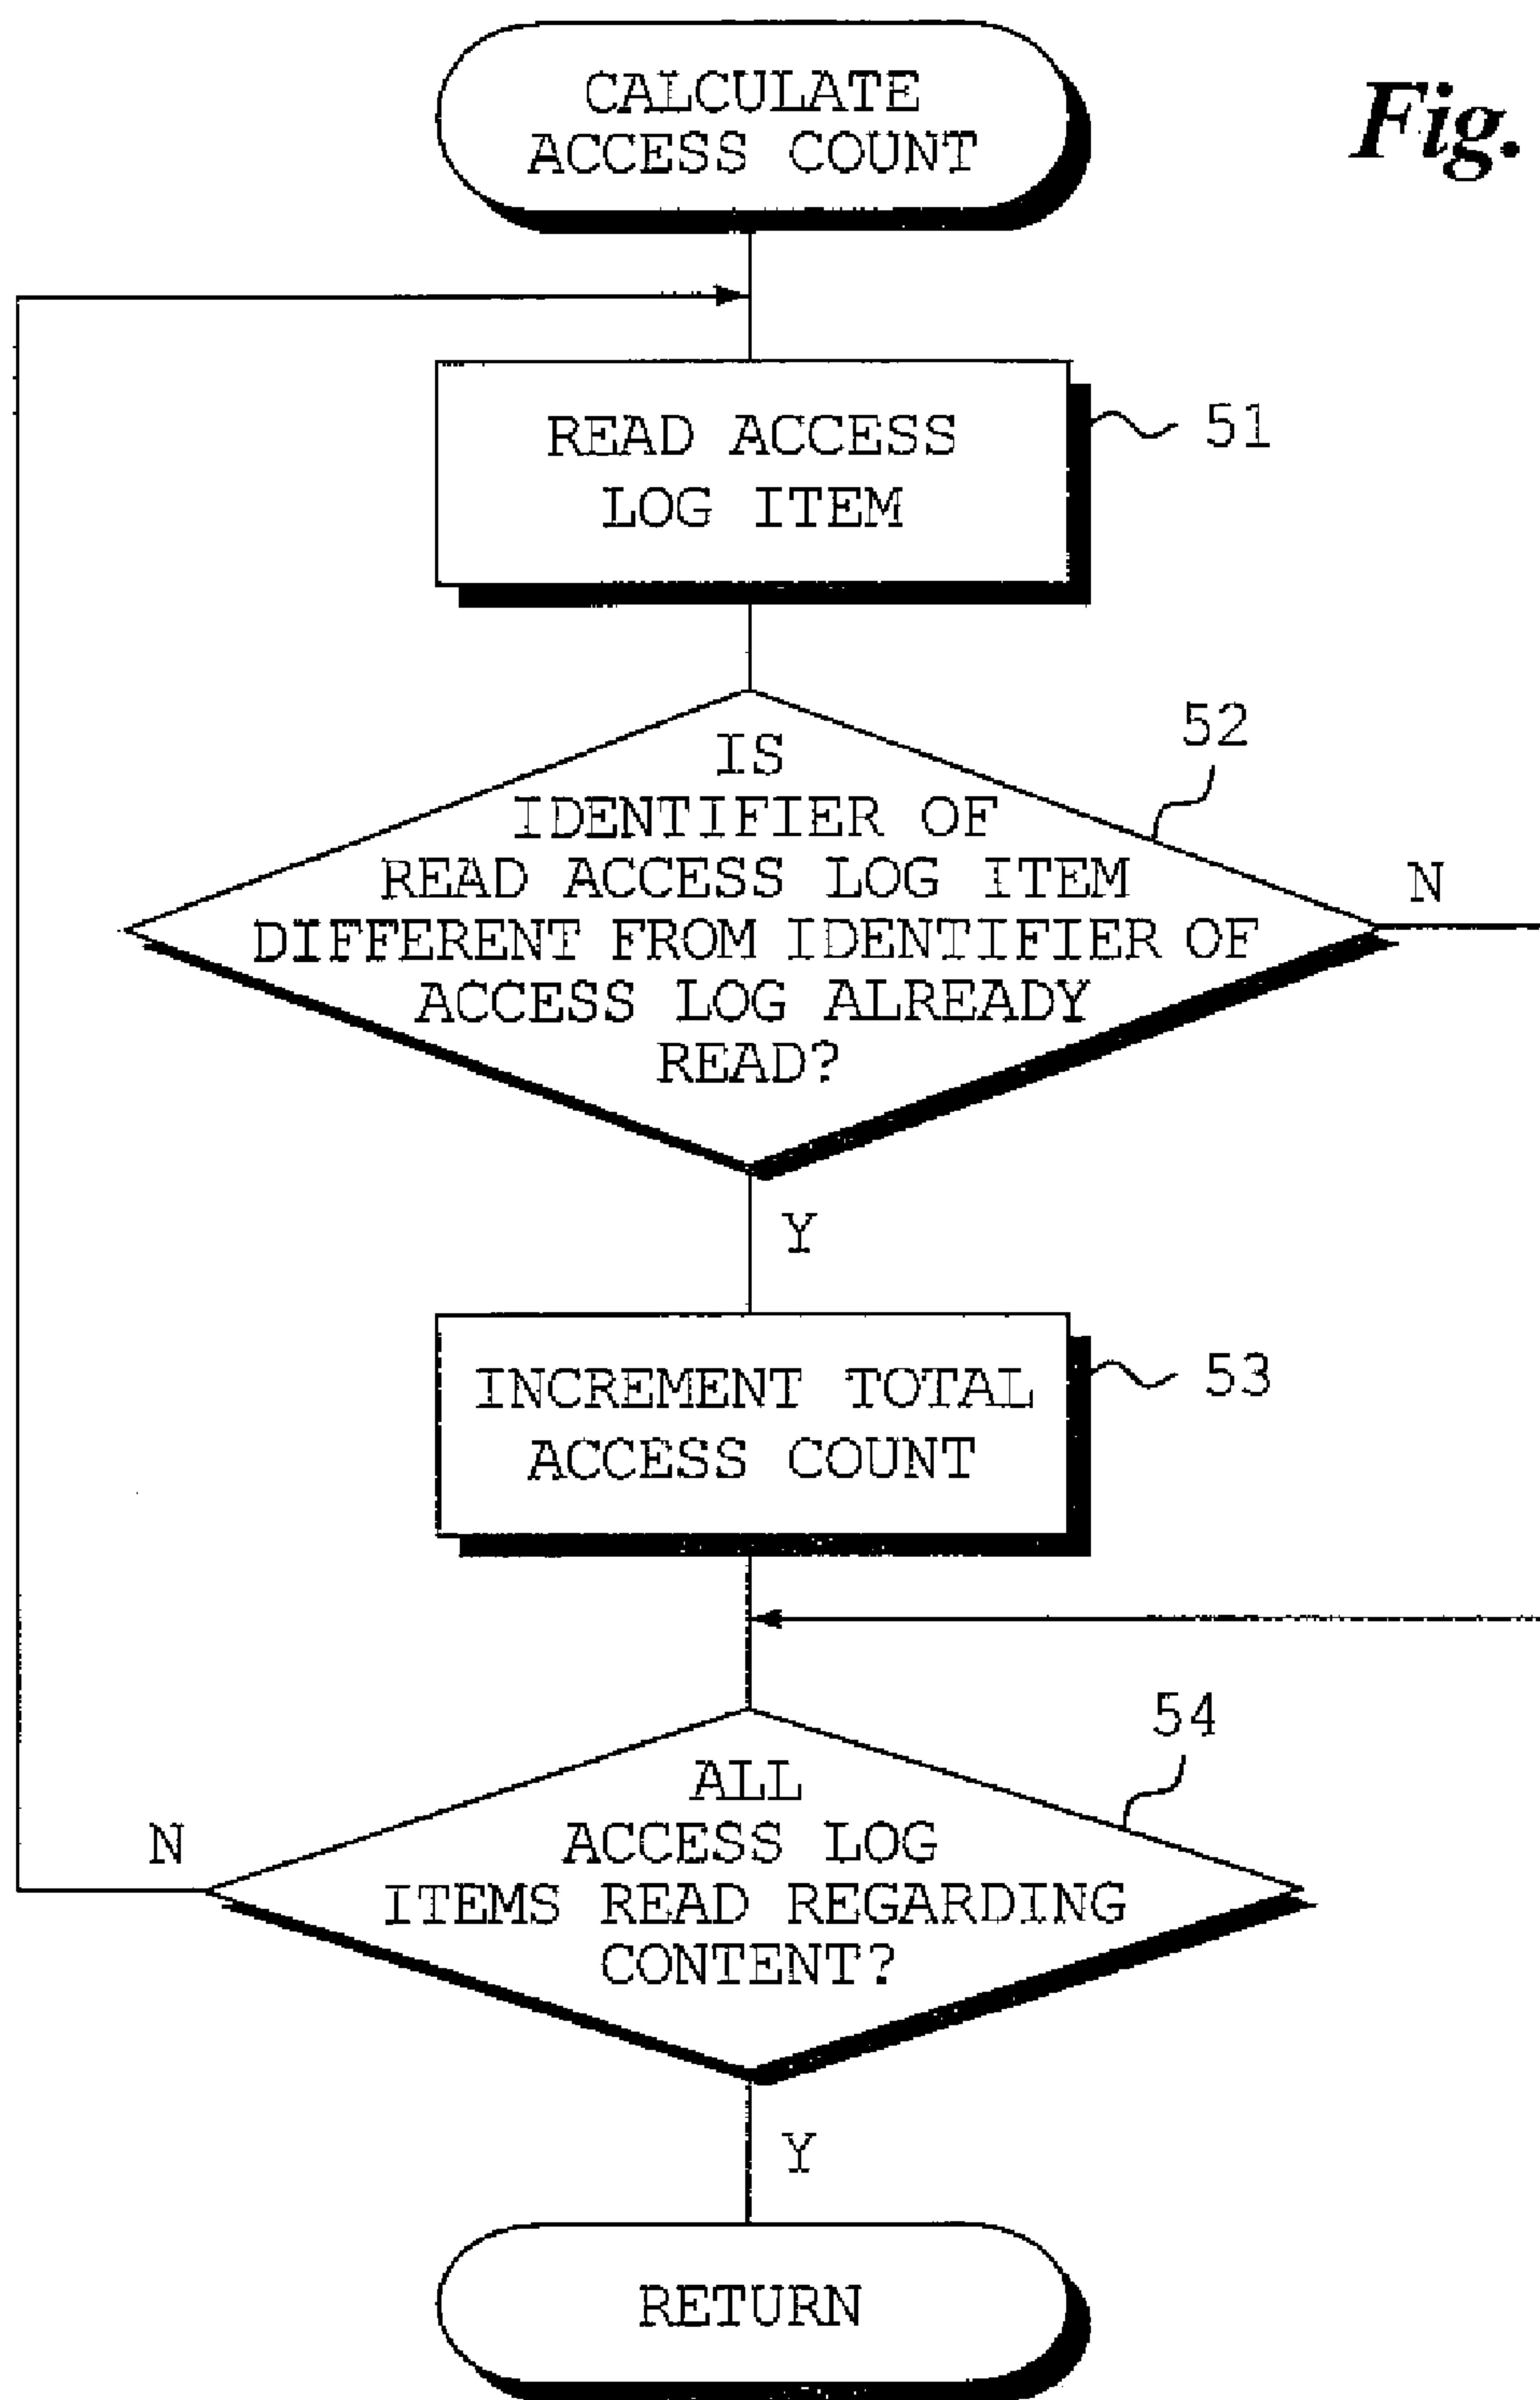 CALCULATE
ACCESS COUNT
Fig.
READ ACCESS
LOG ITEM
51
52
IS
IDENTIFIER OF
READ ACCESS LOG ITEM
DIFFERENT FROM IDENTIFIER OF
ACCESS LOG ALREADY
READ?
N
Y
INCREMENT TOTAL
ACCESS COUNT
53
54
ALL
ACCESS LOG
ITEMS READ REGARDING
CONTENT?
N
Y
RETURN